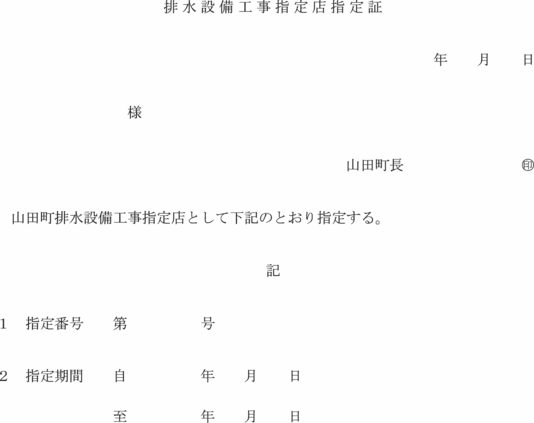 排水設備工事指定店指定証
年　　月　　日
様
山田町長　　　　　　　　㊞
山田町排水設備工事指定店として下記のとおり指定する。
記
1　指定番号　　第　　　　　号
2　指定期間　　自　　　　　年　　月　　日
至　　　　　年　　月　　日